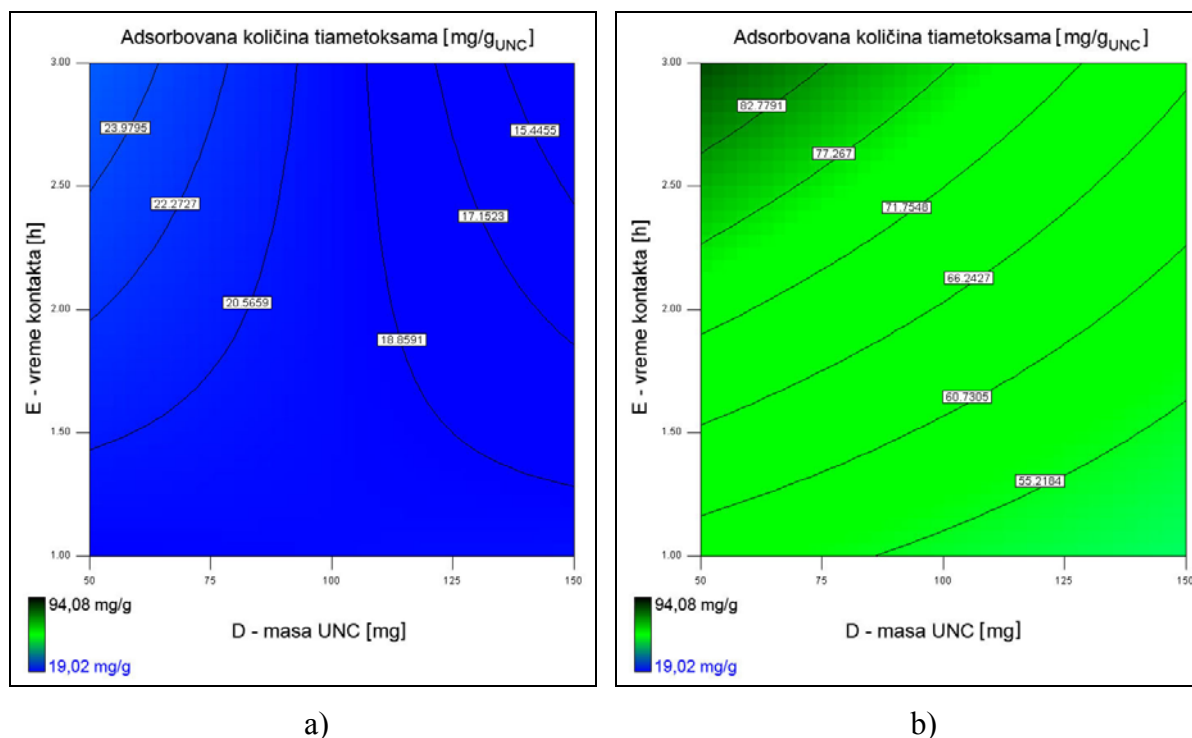 Adsorbovana količina tiametoksama [mg/gUNC]
3.00
2.50
2.00
1.50
1.00
E - vreme kontakta [h]
23.9795
22.2727
20.5659
18.8591
17.1523
15.4455
50
75
100
125
150
D - masa UNC [mg]
94,08 mg/g
19,02 mg/g
a)
Adsorbovana količina tiametoksama [mg/gUNC]
3.00
2.50
2.00
1.50
1.00
E - vreme kontakta [h]
82.7791
77.267
71.7548
66.2427
60.7305
55.2184
50
75
100
125
150
D - masa UNC [mg]
94,08 mg/g
19,02 mg/g
b)